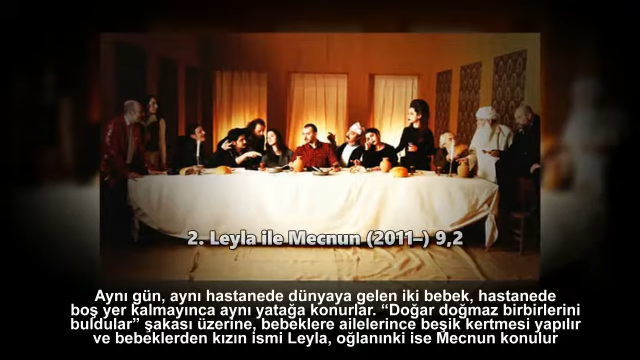 2. Leyla ile Mecnun (2011–) 9,2
Aynı gün, aynı hastanede dünyaya gelen iki bebek, hastanede
boş yer kalmayınca aynı yatağa konurlar. “Doğar doğmaz birbirlerini
buldular” şakası üzerine, bebeklere ailelerince beşik kertmesi yapılır
ve bebeklerden kızın ismi Leyla, oğlanınki ise Mecnun konulur